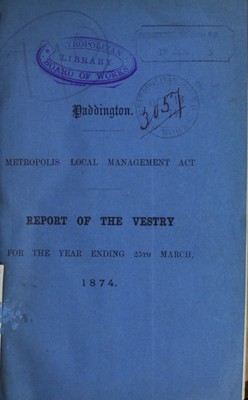 METROPOLITAN
LIBRARY
BOARD OF WORKS
Paddington.
3057
METROPOLIS LOCAL MANAGEMENT ACT
REPORT OF THE VESTRY
FOR THE YEAR ENDING 25TH MARCH,
1874.